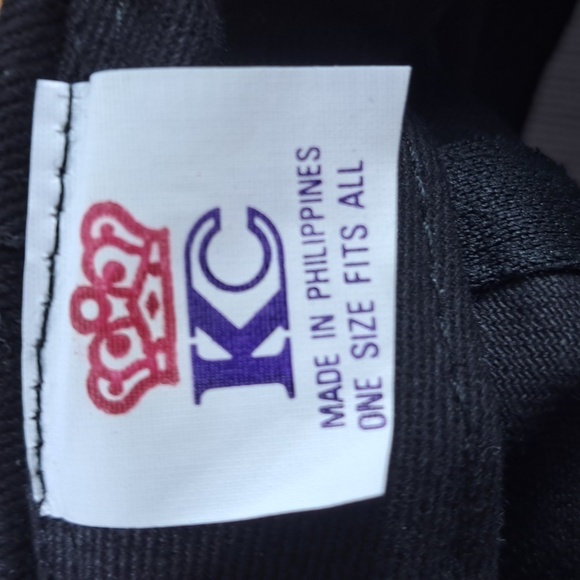 KC
MADE IN PHILIPPINES
ONE SIZE FITS ALL